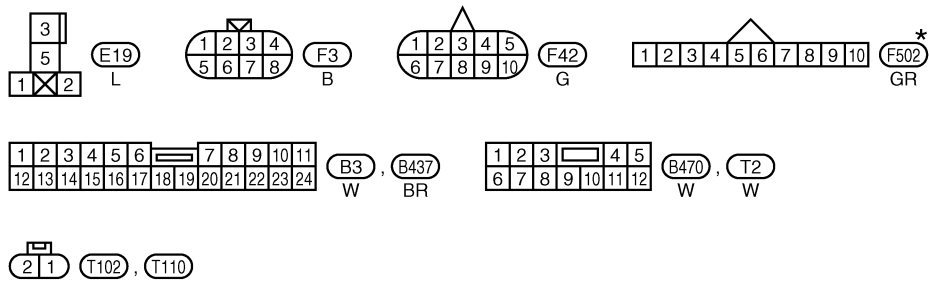 3
5
1 2
E19
L
1 2 3 4
5 6 7 8
F3
B
1 2 3 4 5
6 7 8 9 10
F42
G
1 2 3 4 5 6 7 8 9 10
F502
*
GR
1 2 3 4 5 6 7 8 9 10 11
12 13 14 15 16 17 18 19 20 21 22 23 24
B3 , B437
W BR
1 2 3 4 5
6 7 8 9 10 11 12
B470 , T2
W W
2 1
T102 , T110